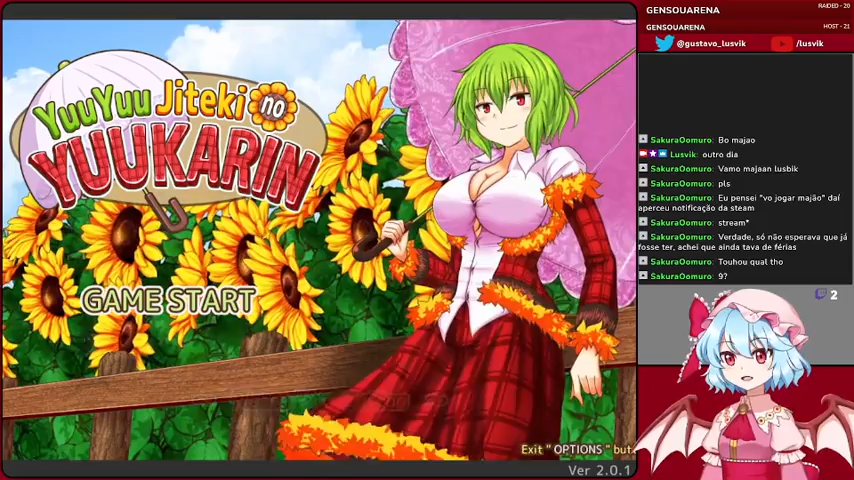 YuuYuu Jiteki no
YUUKARIN
GAME START
Exit " OPTIONS " but
Ver 2.0.1
GENSOUARENA
RAIDED - 20
GENSOUARENA
HOST - 21
@gustavo_lusvik
/lusvik
SakuraOomuro: Bo majao
Lusvik: outro dia
SakuraOomuro: Vamo majaan lusbik
SakuraOomuro: pls
SakuraOomuro: Eu pensei "vo jogar majão" daí
aperceu notificação da steam
SakuraOomuro: stream*
SakuraOomuro: Verdade, só não esperava que já
fosse ter, achei que ainda tava de férias
SakuraOomuro: Touhou qual tho
SakuraOomuro: 9?
2